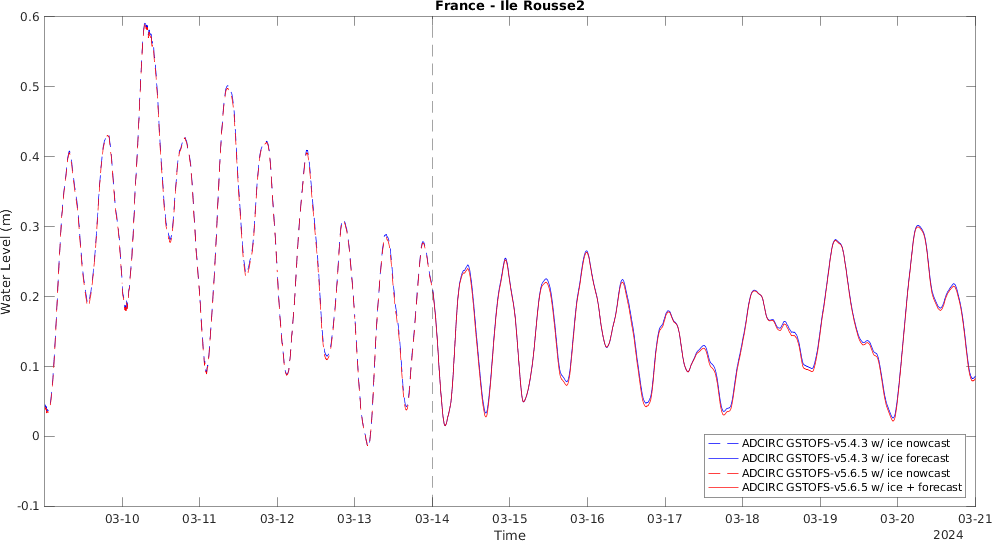 France - Ile Rousse2
Water Level (m)
0.6
0.5
0.4
0.3
0.2
0.1
0
-0.1
03-10 03-11 03-12 03-13 03-14 03-15 03-16 03-17 03-18 03-19 03-20 03-21
Time
2024
ADCIRC GSTOFS-v5.4.3 w/ ice nowcast
ADCIRC GSTOFS-v5.4.3 w/ ice forecast
ADCIRC GSTOFS-v5.6.5 w/ ice nowcast
ADCIRC GSTOFS-v5.6.5 w/ ice + forecast